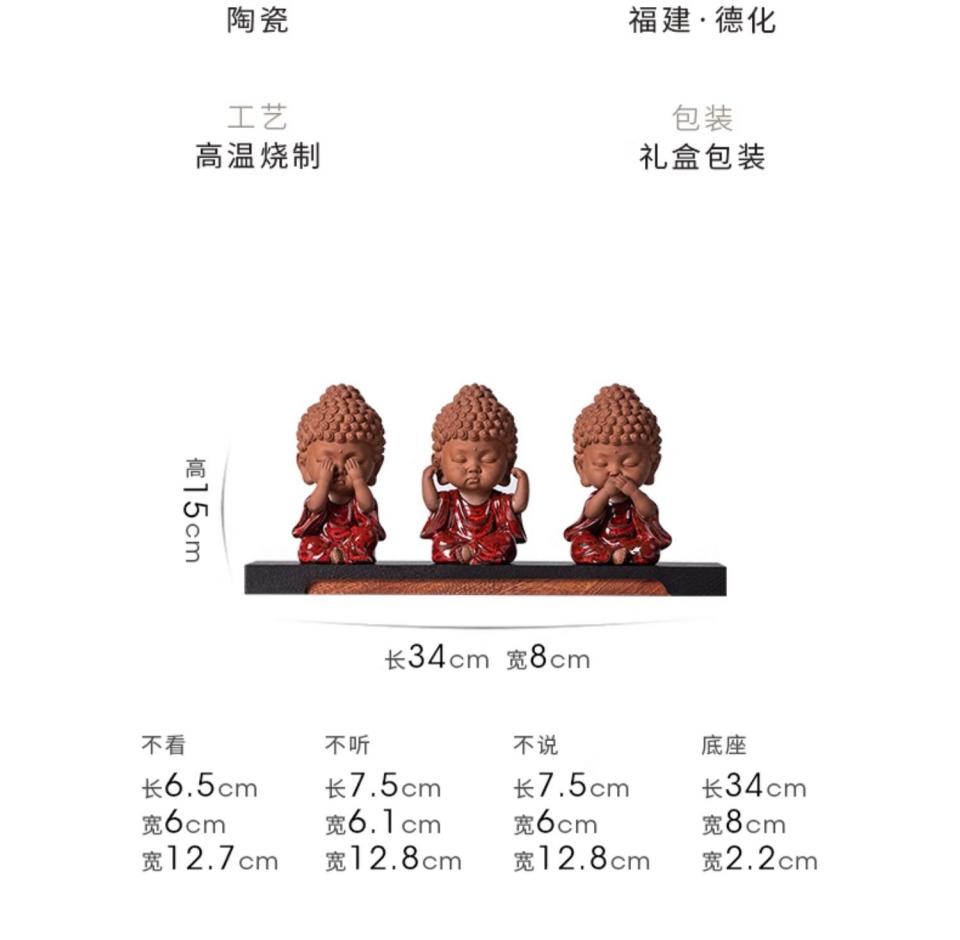 陶瓷
福建·德化
工艺
包装
高温烧制
礼盒包装
高15cm
长34cm 宽8cm
不看
不听
不说
底座
长6.5cm
长7.5cm
长7.5cm
长34cm
宽6cm
宽6.1cm
宽6cm
宽8cm
宽12.7cm
宽12.8cm
宽12.8cm
宽2.2cm